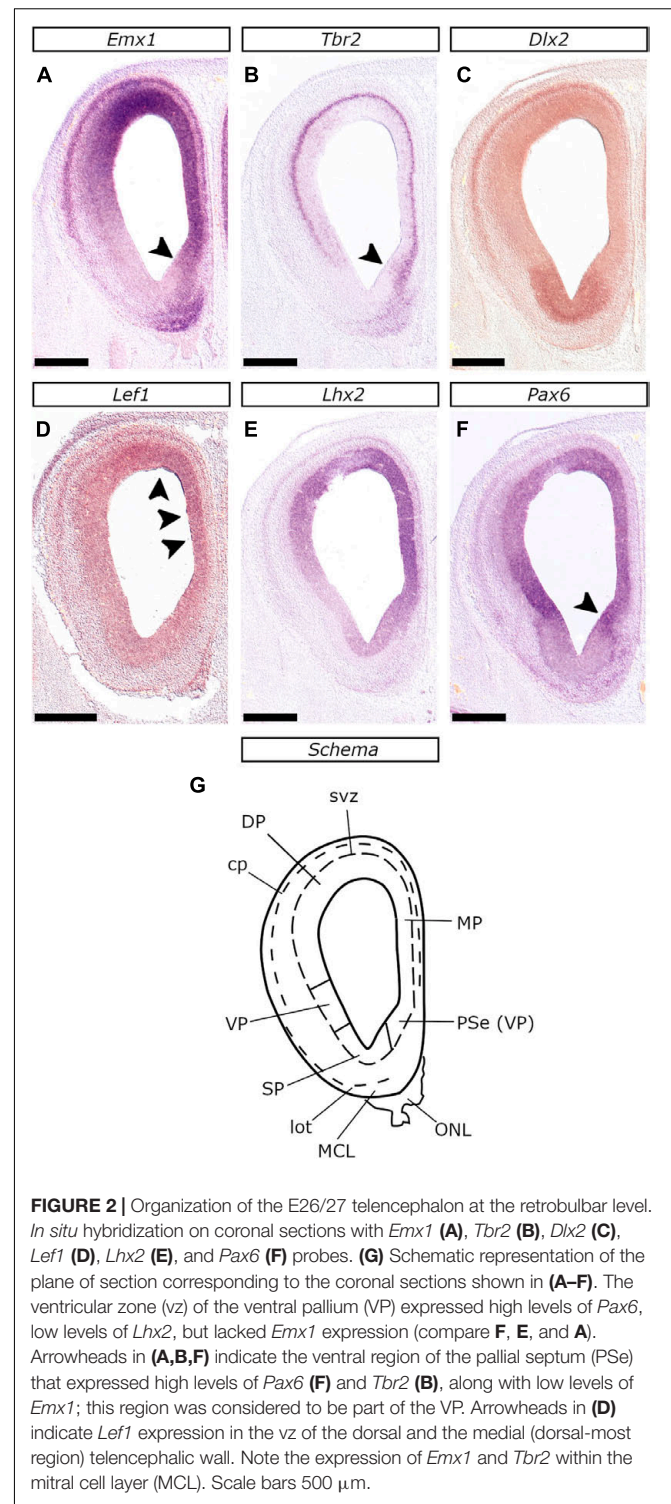 Emx1 Tbr2 Dlx2
A B C
Lef1 Lhx2 Pax6
D E F
Schema
G
svz
DP
cp
MP
VP
PSe (VP)
SP
lot
MCL
ONL
FIGURE 2 | Organization of the E26/27 telencephalon at the retrobulbar level.
In situ hybridization on coronal sections with Emx1 (A), Tbr2 (B), Dlx2 (C),
Lef1 (D), Lhx2 (E), and Pax6 (F) probes. (G) Schematic representation of the
plane of section corresponding to the coronal sections shown in (A–F). The
ventricular zone (vz) of the ventral pallium (VP) expressed high levels of Pax6,
low levels of Lhx2, but lacked Emx1 expression (compare F, E, and A).
Arrowheads in (A,B,F) indicate the ventral region of the pallial septum (PSe)
that expressed high levels of Pax6 (F) and Tbr2 (B), along with low levels of
Emx1; this region was considered to be part of the VP. Arrowheads in (D)
indicate Lef1 expression in the vz of the dorsal and the medial (dorsal-most
region) telencephalic wall. Note the expression of Emx1 and Tbr2 within the
mitral cell layer (MCL). Scale bars 500 μm.